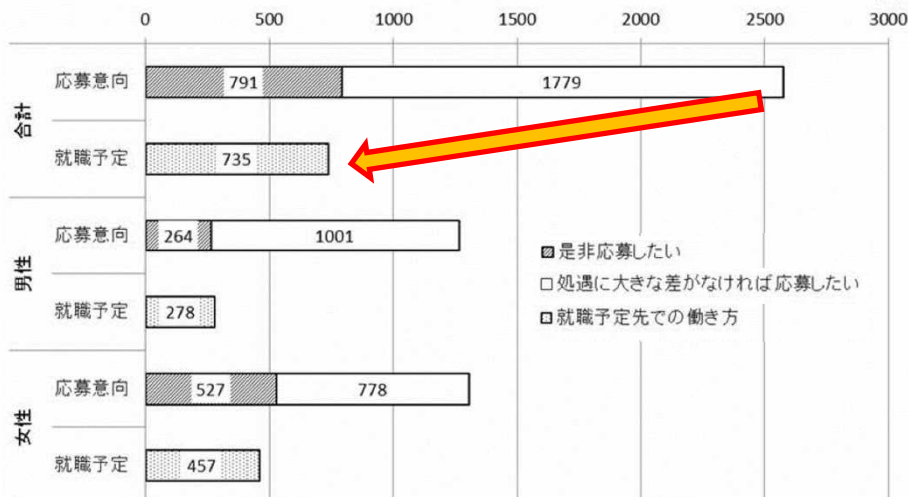 0 500 1000 1500 2000 2500 3000
合計
応募意向 791 1779
就職予定 735
男性
応募意向 264 1001
就職予定 278
女性
応募意向 527 778
就職予定 457
是非応募したい
処遇に大きな差がなければ応募したい
就職予定先での働き方